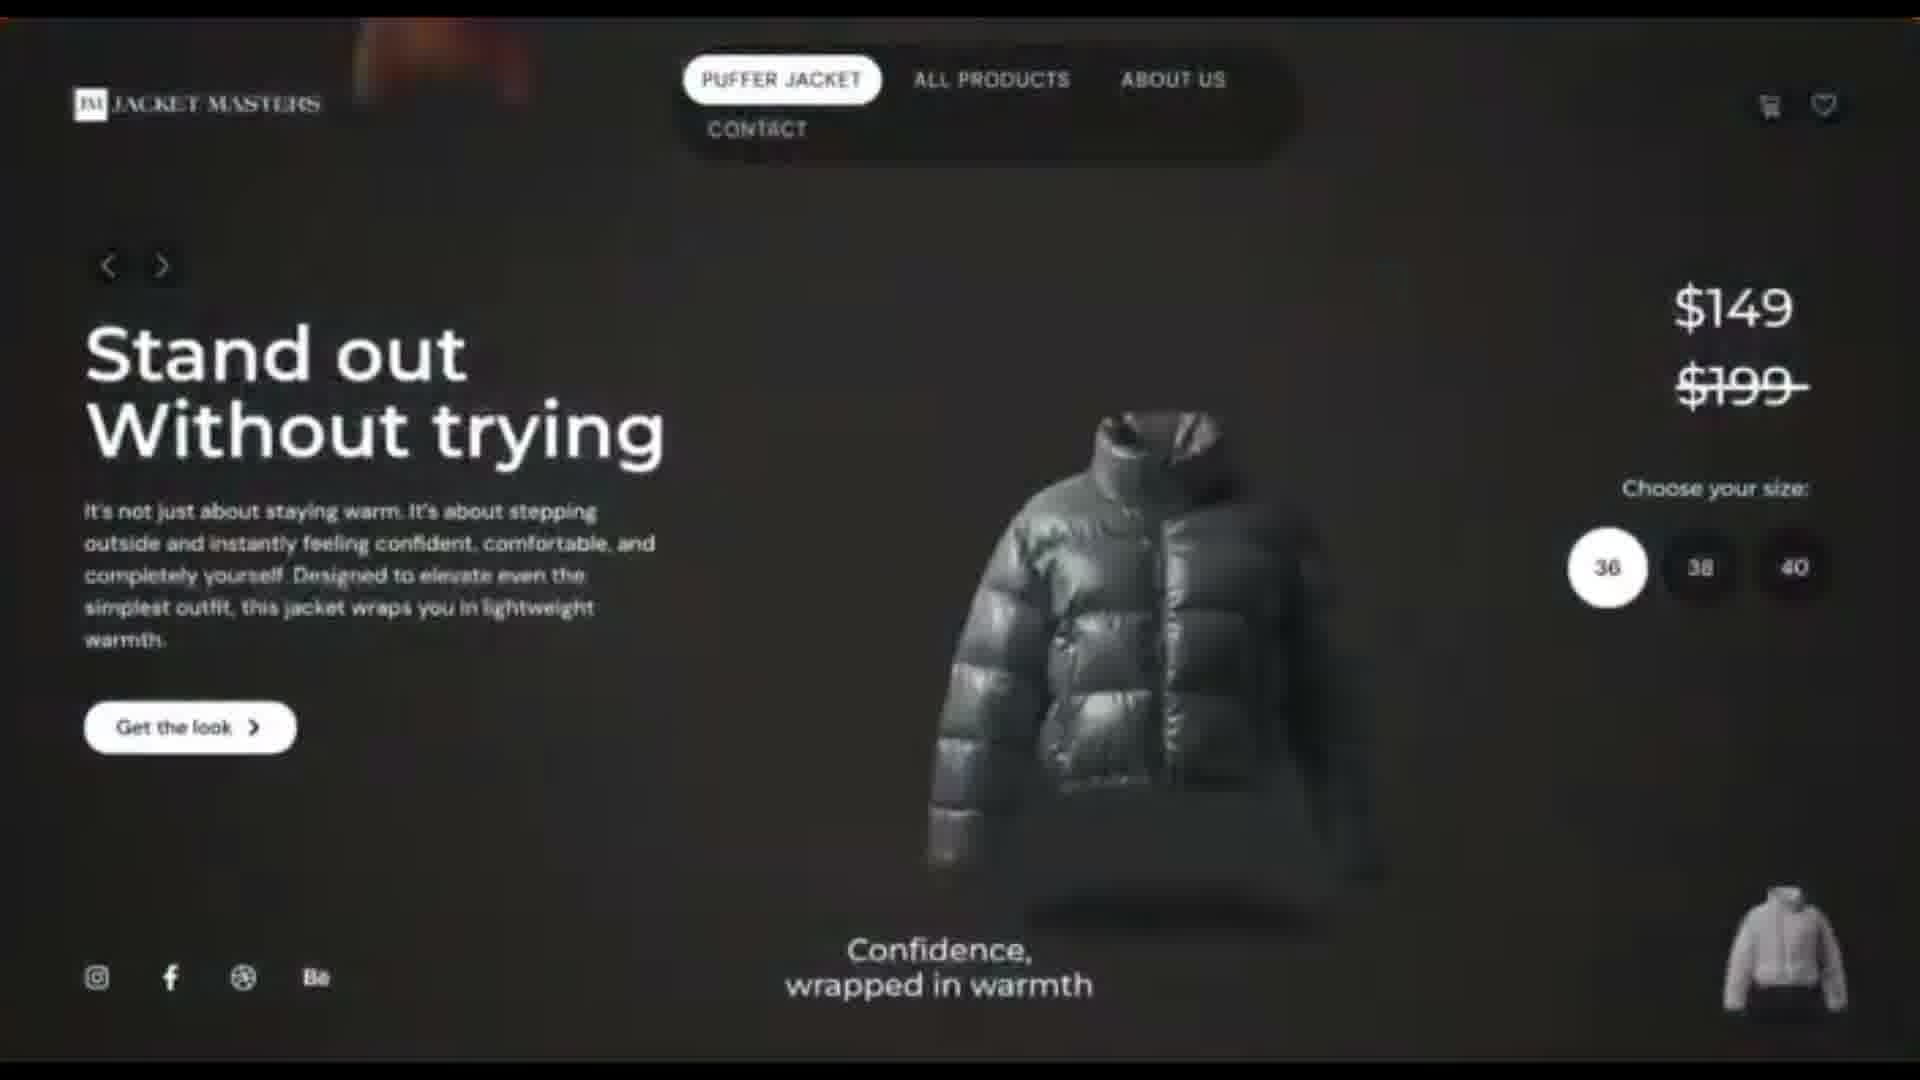 JM JACKET MASTERS
PUFFER JACKET
ALL PRODUCTS
ABOUT US
CONTACT
Stand out
Without trying
It's not just about staying warm. It's about stepping
outside and instantly feeling confident, comfortable, and
completely yourself. Designed to elevate even the
simplest outfit, this jacket wraps you in lightweight
warmth.
Get the look
$149
$199
Choose your size:
36
38
40
Confidence,
wrapped in warmth
Be